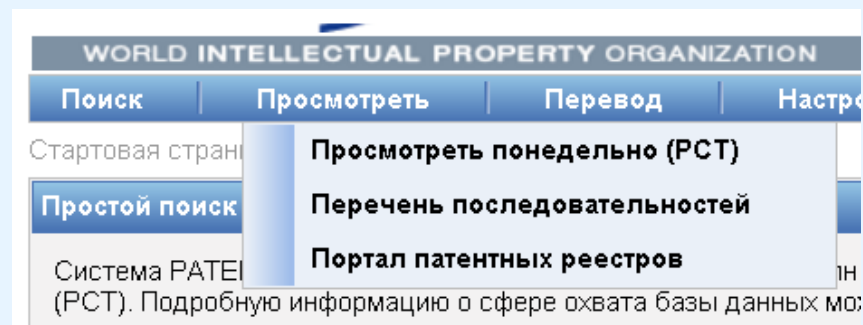 WORLD INTELLECTUAL PROPERTY ORGANIZATION
Поиск Просмотреть Перевод
Стартовая
Просмотреть понедельно (PCT)
Простой поиск
Перечень последовательностей
Портал патентных реестров
Система
(PCT). Подробную информацию о сфере охвата базы данных